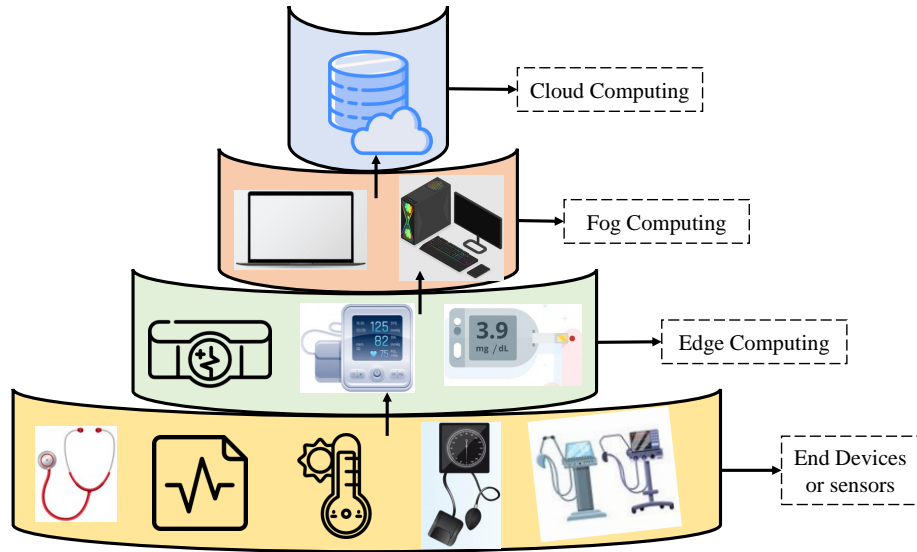 Cloud Computing
Fog Computing
125
82
75
3.9
mg /dL
Edge Computing
End Devices
or sensors